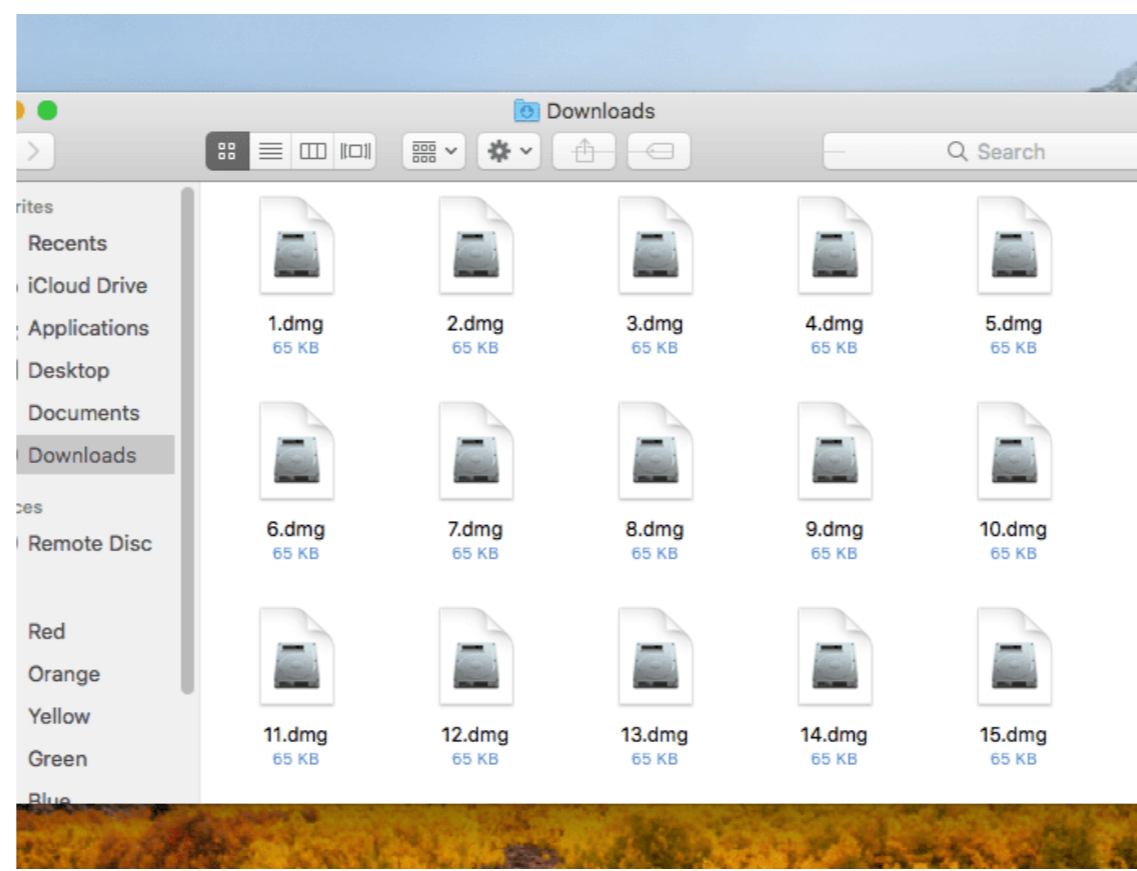 Downloads
Search
rites
Recents
iCloud Drive
Applications
Desktop
Documents
Downloads
ces
Remote Disc
Red
Orange
Yellow
Green
Blue
1.dmg 2.dmg 3.dmg 4.dmg 5.dmg
65 KB 65 KB 65 KB 65 KB 65 KB
6.dmg 7.dmg 8.dmg 9.dmg 10.dmg
65 KB 65 KB 65 KB 65 KB 65 KB
11.dmg 12.dmg 13.dmg 14.dmg 15.dmg
65 KB 65 KB 65 KB 65 KB 65 KB